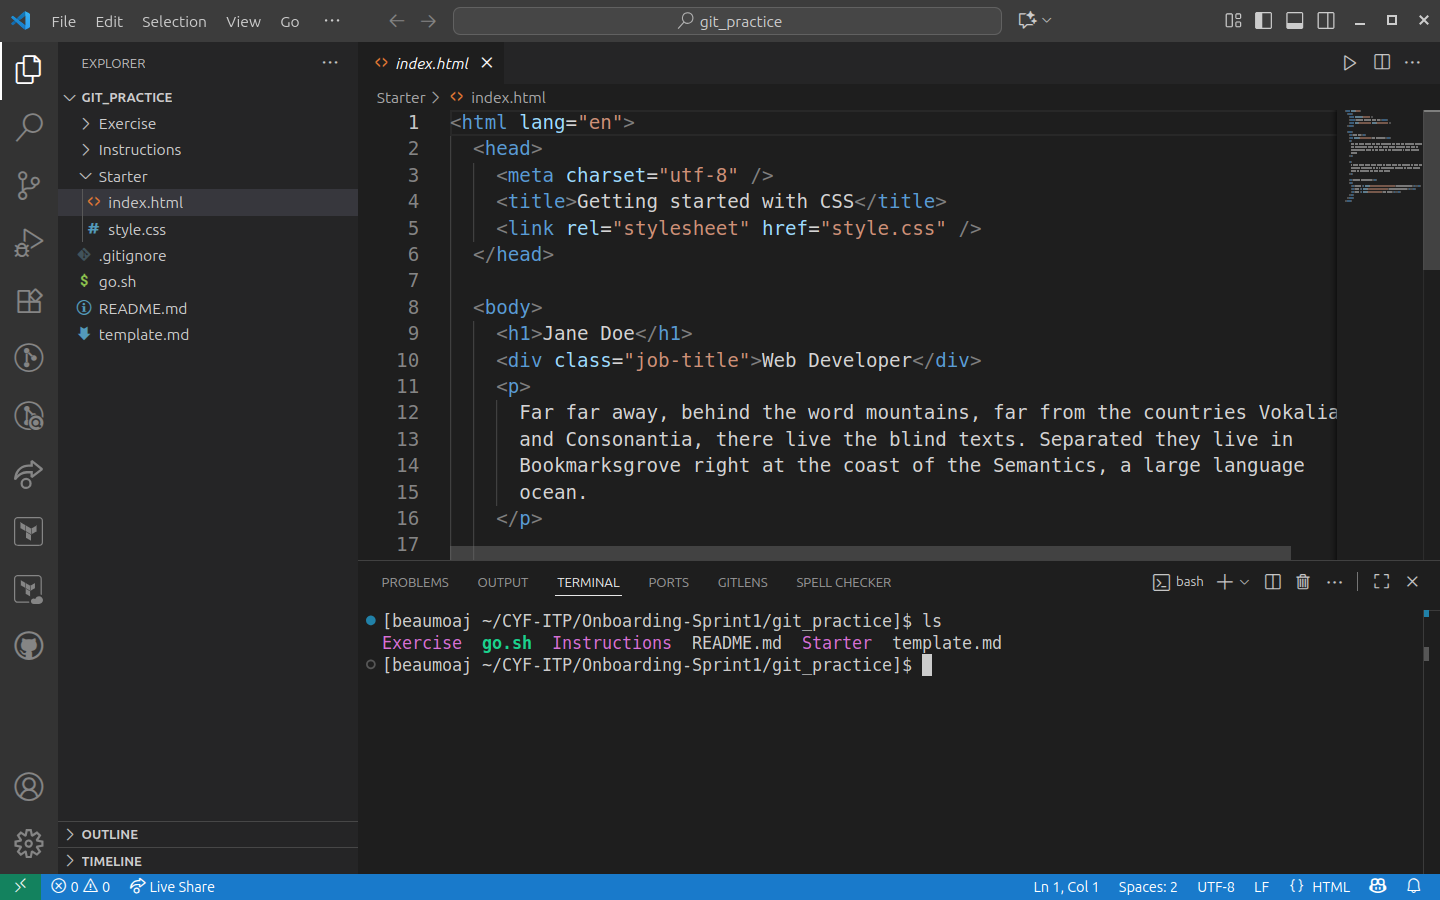 File Edit Selection View Go ···
git_practice
EXPLORER ···
GIT_PRACTICE
Exercise
Instructions
Starter
index.html
style.css
.gitignore
go.sh
README.md
template.md
OUTLINE
TIMELINE
index.html
Starter > index.html
1 <html lang="en">
2 <head>
3 <meta charset="utf-8" />
4 <title>Getting started with CSS</title>
5 <link rel="stylesheet" href="style.css" />
6 </head>
7
8 <body>
9 <h1>Jane Doe</h1>
10 <div class="job-title">Web Developer</div>
11 <p>
12 Far far away, behind the word mountains, far from the countries Vokalia
13 and Consonantia, there live the blind texts. Separated they live in
14 Bookmarksgrove right at the coast of the Semantics, a large language
15 ocean.
16 </p>
17
PROBLEMS OUTPUT TERMINAL PORTS GITLENS SPELL CHECKER
bash
[beaumoaj ~/CYF-ITP/Onboarding-Sprint1/git_practice]$ ls
Exercise go.sh Instructions README.md Starter template.md
[beaumoaj ~/CYF-ITP/Onboarding-Sprint1/git_practice]$
0 0 Live Share
Ln 1, Col 1 Spaces: 2 UTF-8 LF {} HTML